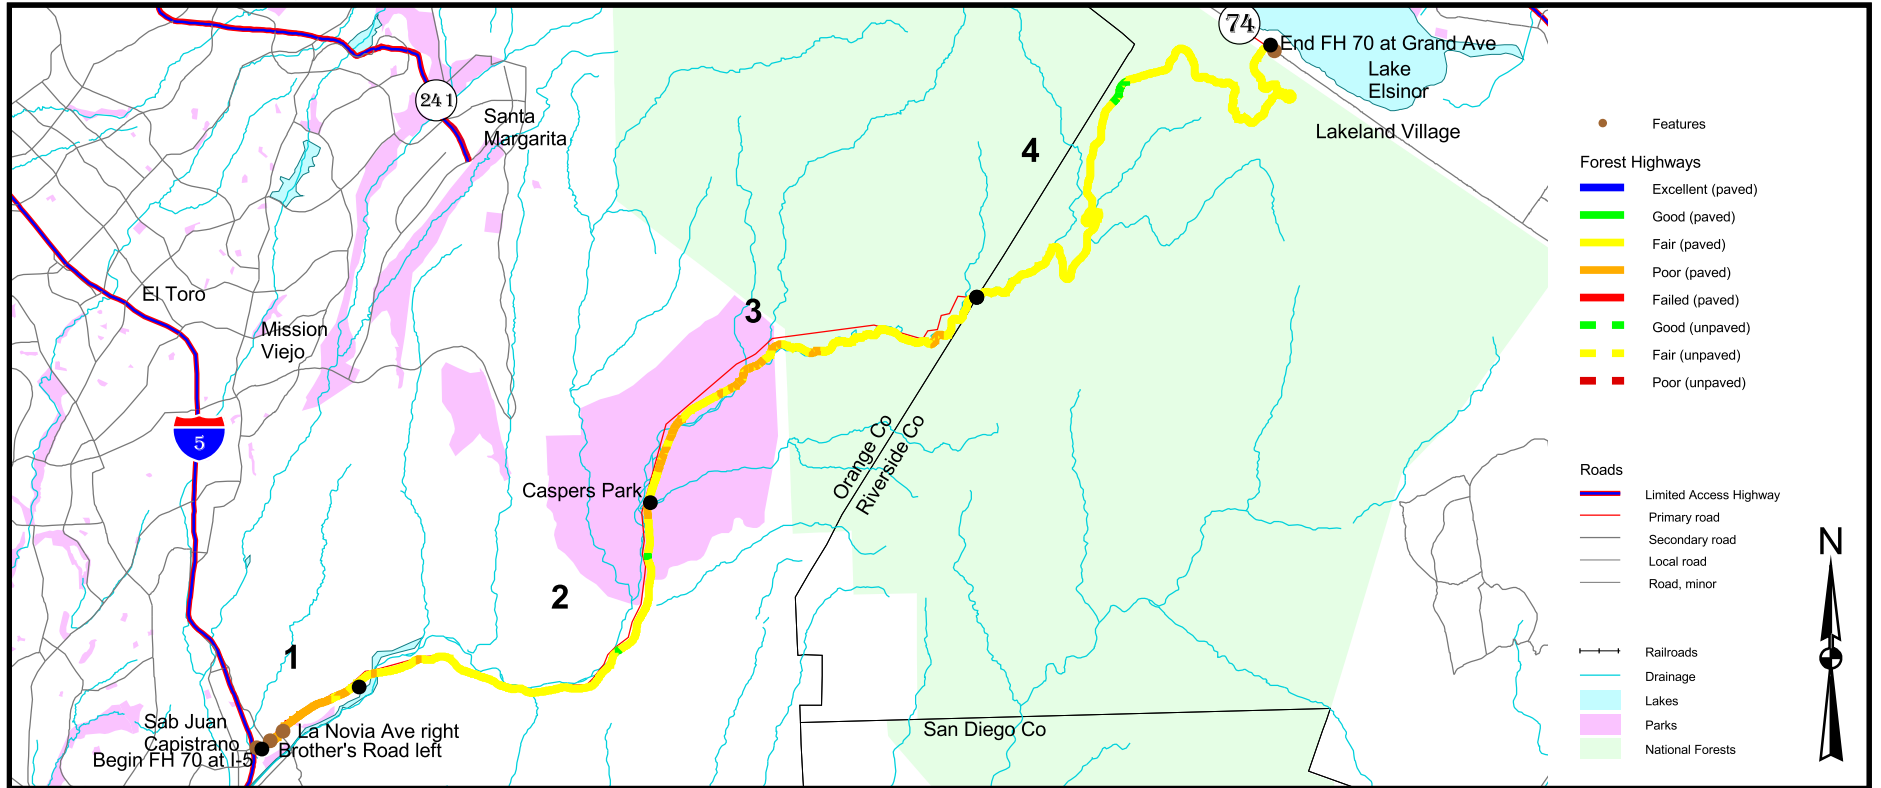 74
End FH 70 at Grand Ave
Lake
Elsinor
Lakeland Village
241
Santa
Margarita
4
El Toro
Mission
Viejo
3
5
Caspers Park
Orange Co
Riverside Co
2
1
Sab Juan
Capistrano
Begin FH 70 at I-5
La Novia Ave right
Brother's Road left
San Diego Co
Features
Forest Highways
Excellent (paved)
Good (paved)
Fair (paved)
Poor (paved)
Failed (paved)
Good (unpaved)
Fair (unpaved)
Poor (unpaved)
Roads
Limited Access Highway
Primary road
Secondary road
Local road
Road, minor
Railroads
Drainage
Lakes
Parks
National Forests
N